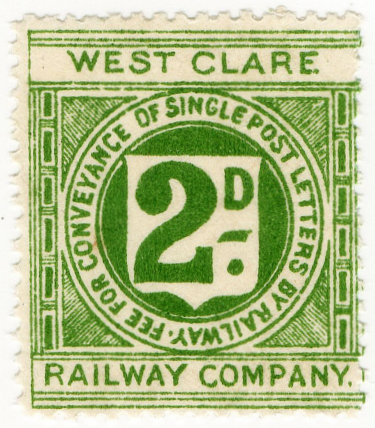 WEST CLARE
FEE FOR CONVEYANCE OF SINGLE POST LETTERS BY RAILWAY.
2D
RAILWAY COMPANY.